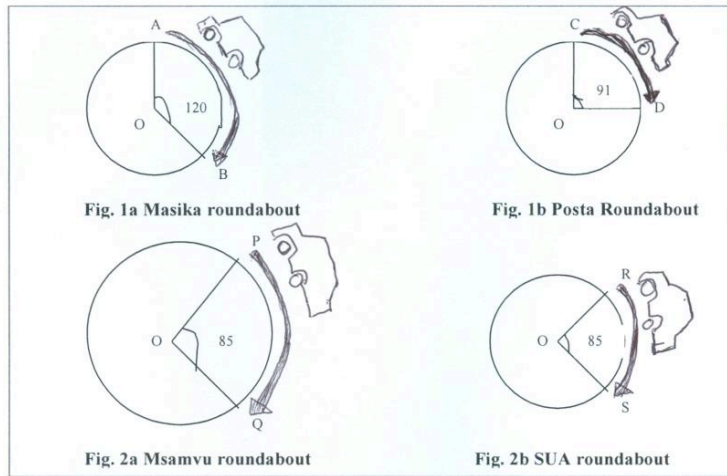 A
120
O
B
Fig. 1a Masika roundabout
C
91
O
D
Fig. 1b Posta Roundabout
P
O
85
Q
Fig. 2a Msamvu roundabout
R
O
85
S
Fig. 2b SUA roundabout